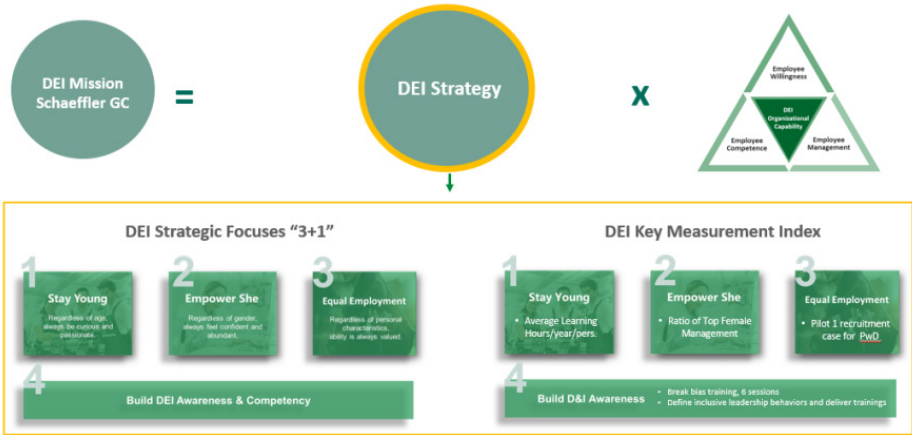 DEI Mission
Schaeffler GC
=
DEI Strategy
X
Employee
Willingness
DEI
Organisational
Capability
Employee
Competence
Employee
Management
DEI Strategic Focuses "3+1"
1
Stay Young
Regardless of age,
always be curious and
passionate.
2
Empower She
Regardless of gender,
always feel confident and
abundant.
3
Equal Employment
Regardless of personal
characteristics,
ability is always valued.
4
Build DEI Awareness & Competency
DEI Key Measurement Index
1
Stay Young
• Average Learning
Hours/year/pers.
2
Empower She
• Ratio of Top Female
Management
3
Equal Employment
• Pilot 1 recruitment
case for PwD
4
Build D&I Awareness
• Break bias training, 6 sessions
• Define inclusive leadership behaviors and deliver trainings